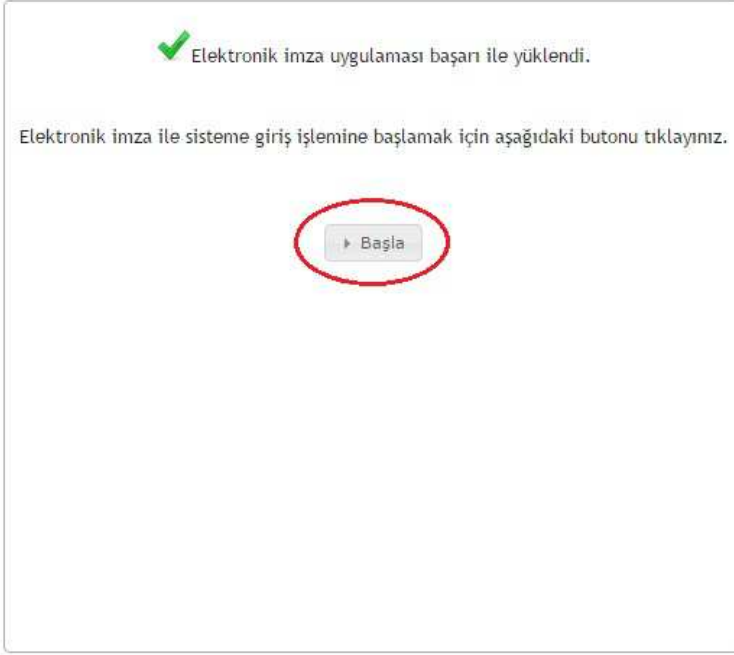 Elektronik imza uygulaması başarı ile yüklendi.
Elektronik imza ile sisteme giriş işlemine başlamak için aşağıdaki butonu tıklayınız.
Başla